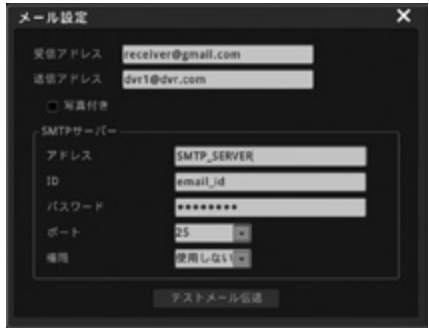 メール設定 ×
受信アドレス receiver@gmail.com
送信アドレス dvr1@dvr.com
写真付き
SMTPサーバー
アドレス SMTP_SERVER
ID email_id
パスワード ********
ポート 25
権限 使用しない
テストメール伝送